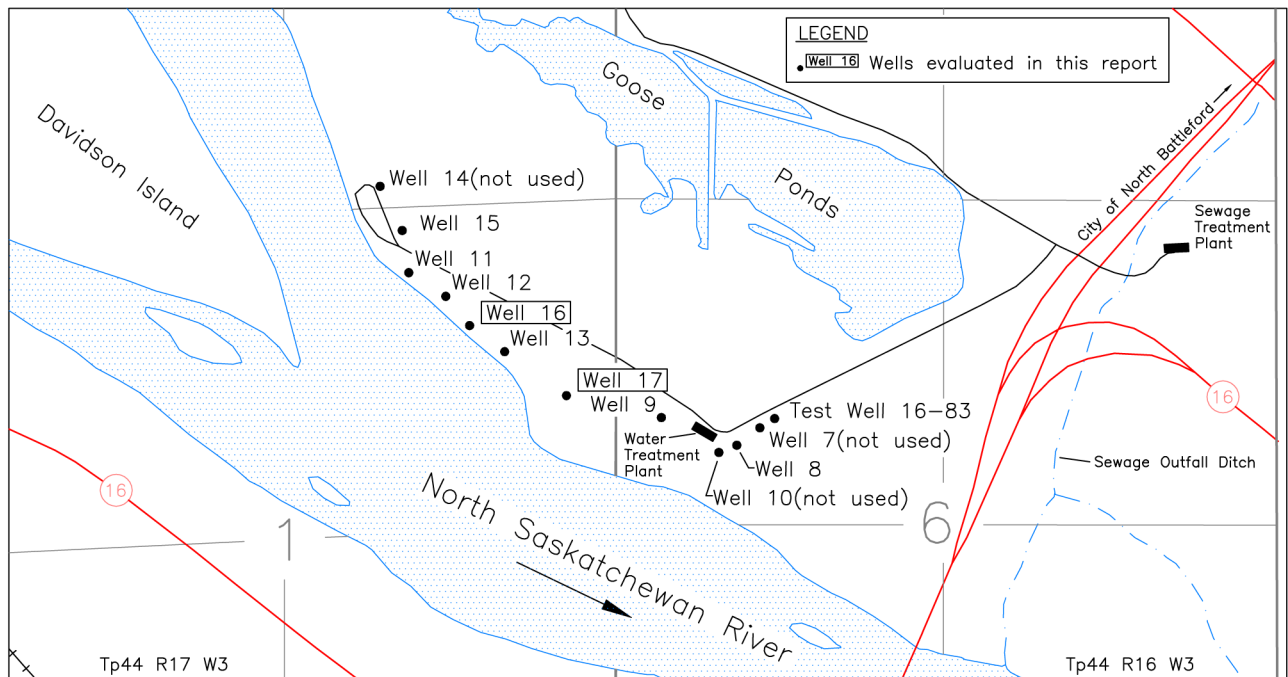 LEGEND
Well 16 Wells evaluated in this report
Goose
Ponds
Davidson
Island
City of North Battleford
Sewage
Treatment
Plant
Well 14(not used)
Well 15
Well 11
Well 12
Well 16
Well 13
Well 17
Well 9
Test Well 16-83
Well 7(not used)
Water
Treatment
Plant
Well 8
Well 10(not used)
16
Sewage Outfall Ditch
16
North Saskatchewan River
1
6
Tp44 R17 W3
Tp44 R16 W3